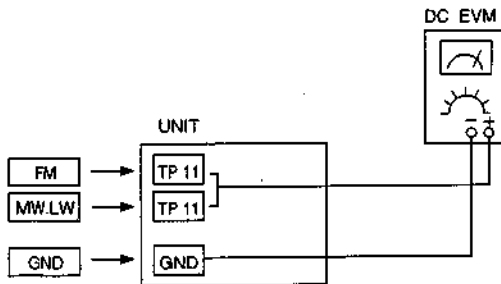 DC EVM
− +
UNIT
FM
TP 11
MW.LW
TP 11
GND
GND